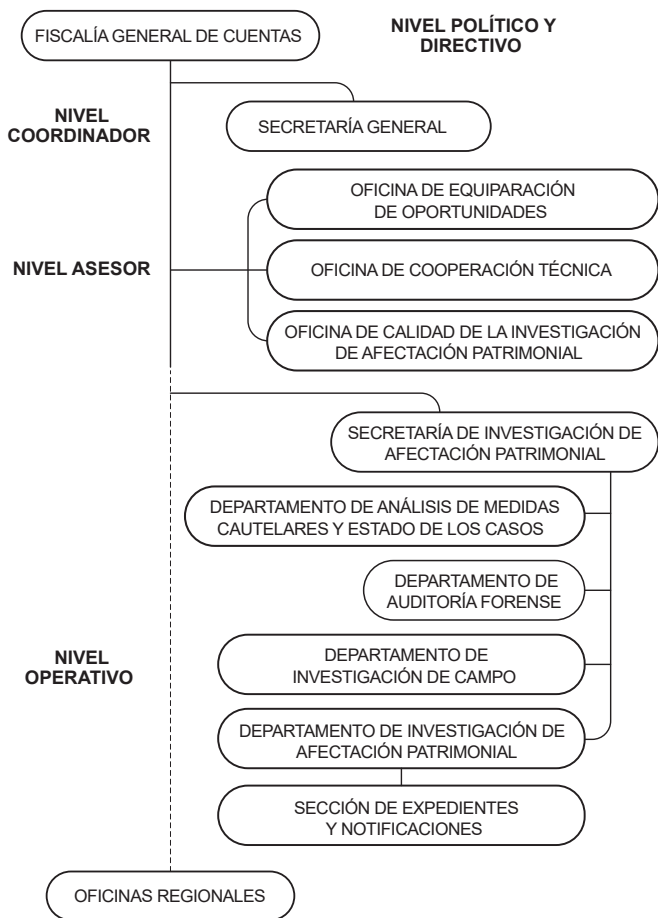 FISCALÍA GENERAL DE CUENTAS
NIVEL POLÍTICO Y
DIRECTIVO
NIVEL
COORDINADOR
SECRETARÍA GENERAL
OFICINA DE EQUIPARACIÓN
DE OPORTUNIDADES
NIVEL ASESOR
OFICINA DE COOPERACIÓN TÉCNICA
OFICINA DE CALIDAD DE LA INVESTIGACIÓN
DE AFECTACIÓN PATRIMONIAL
SECRETARÍA DE INVESTIGACIÓN DE
AFECTACIÓN PATRIMONIAL
DEPARTAMENTO DE ANÁLISIS DE MEDIDAS
CAUTELARES Y ESTADO DE LOS CASOS
DEPARTAMENTO DE
AUDITORÍA FORENSE
NIVEL
OPERATIVO
DEPARTAMENTO DE
INVESTIGACIÓN DE CAMPO
DEPARTAMENTO DE INVESTIGACIÓN DE
AFECTACIÓN PATRIMONIAL
SECCIÓN DE EXPEDIENTES
Y NOTIFICACIONES
OFICINAS REGIONALES